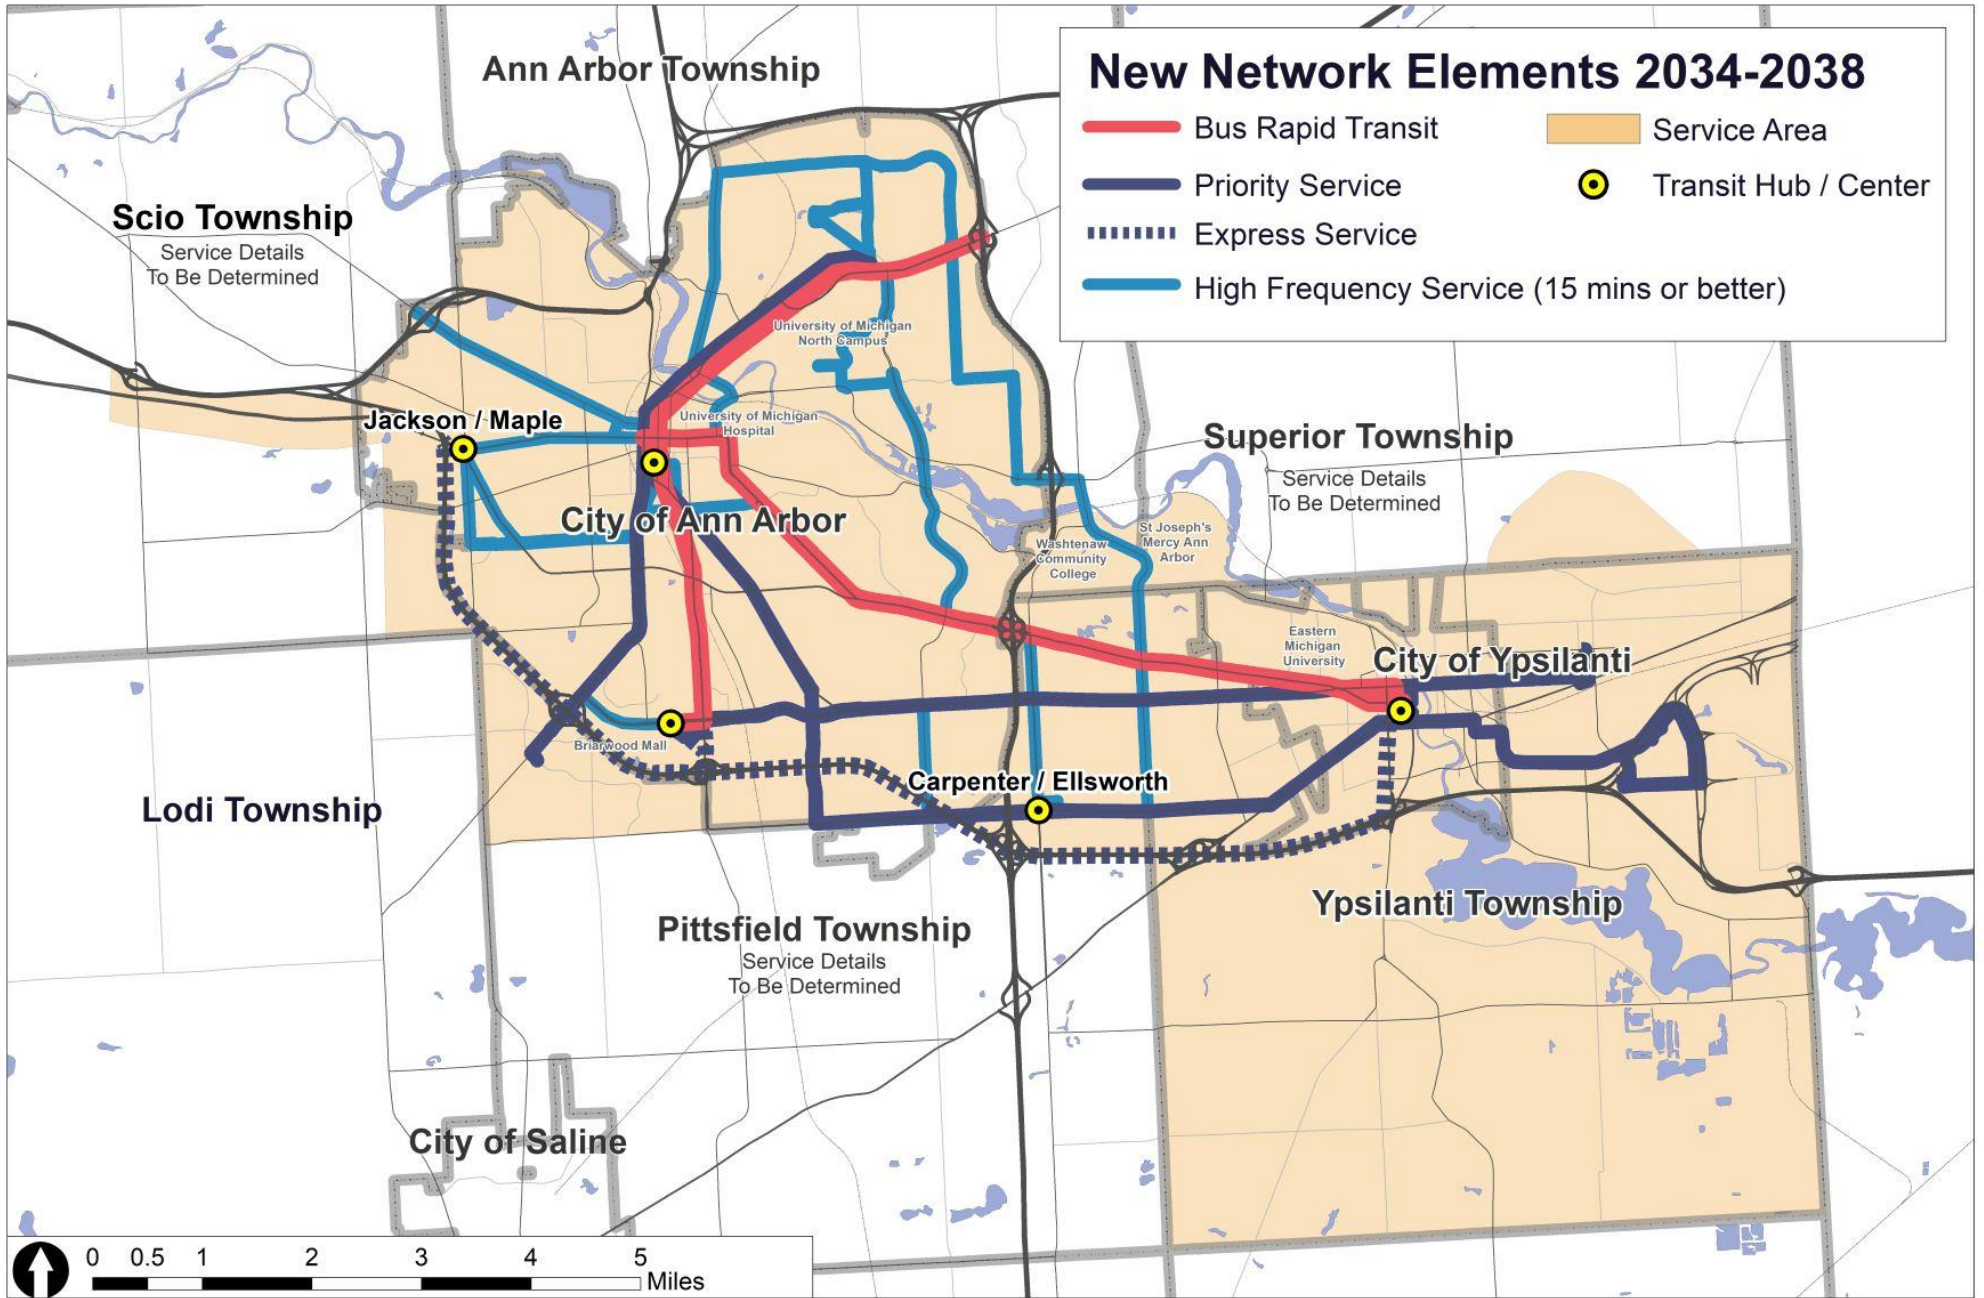 Ann Arbor Township
New Network Elements 2034-2038
Bus Rapid Transit
Service Area
Priority Service
Transit Hub / Center
Express Service
High Frequency Service (15 mins or better)
Scio Township
Service Details
To Be Determined
University of Michigan
North Campus
Jackson / Maple
University of Michigan
Hospital
Superior Township
Service Details
To Be Determined
City of Ann Arbor
St Joseph's
Mercy Ann
Arbor
Washtenaw
Community
College
Eastern
Michigan
University
City of Ypsilanti
Briarwood Mall
Carpenter / Ellsworth
Lodi Township
Ypsilanti Township
Pittsfield Township
Service Details
To Be Determined
City of Saline
0 0.5 1 2 3 4 5
Miles